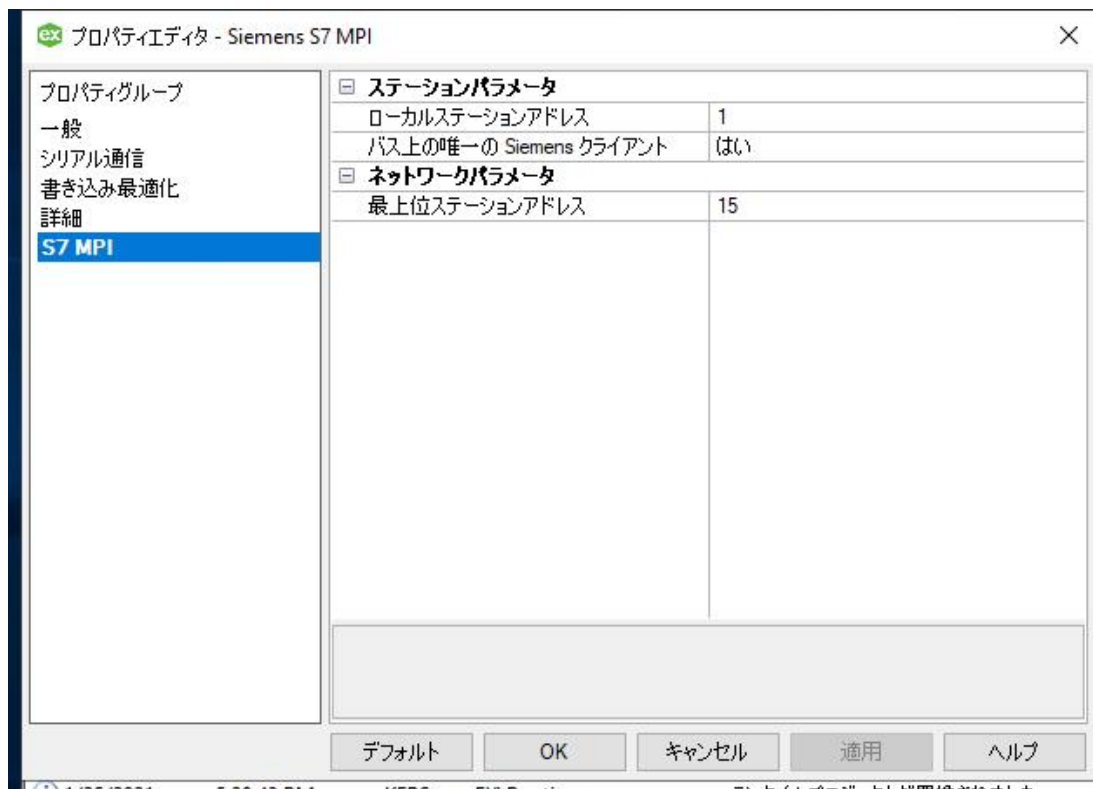 ex プロパティエディタ - Siemens S7 MPI
プロパティグループ
一般
シリアル通信
書き込み最適化
詳細
S7 MPI
ステーションパラメータ
ローカルステーションアドレス 1
バス上の唯一の Siemens クライアント はい
ネットワークパラメータ
最上位ステーションアドレス 15
デフォルト OK キャンセル 適用 ヘルプ